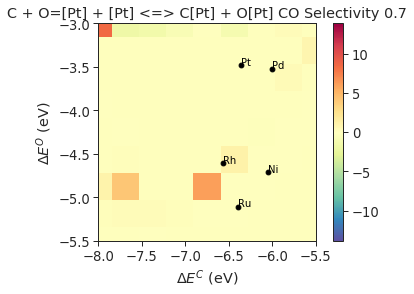 C + O=[Pt] + [Pt] <=> C[Pt] + O[Pt] CO Selectivity 0.7
−3.0
−3.5
−4.0
−4.5
−5.0
−5.5
ΔE^O (eV)
Pt
Pd
Rh
Ni
Ru
−8.0 −7.5 −7.0 −6.5 −6.0 −5.5
ΔE^C (eV)
10
5
0
−5
−10